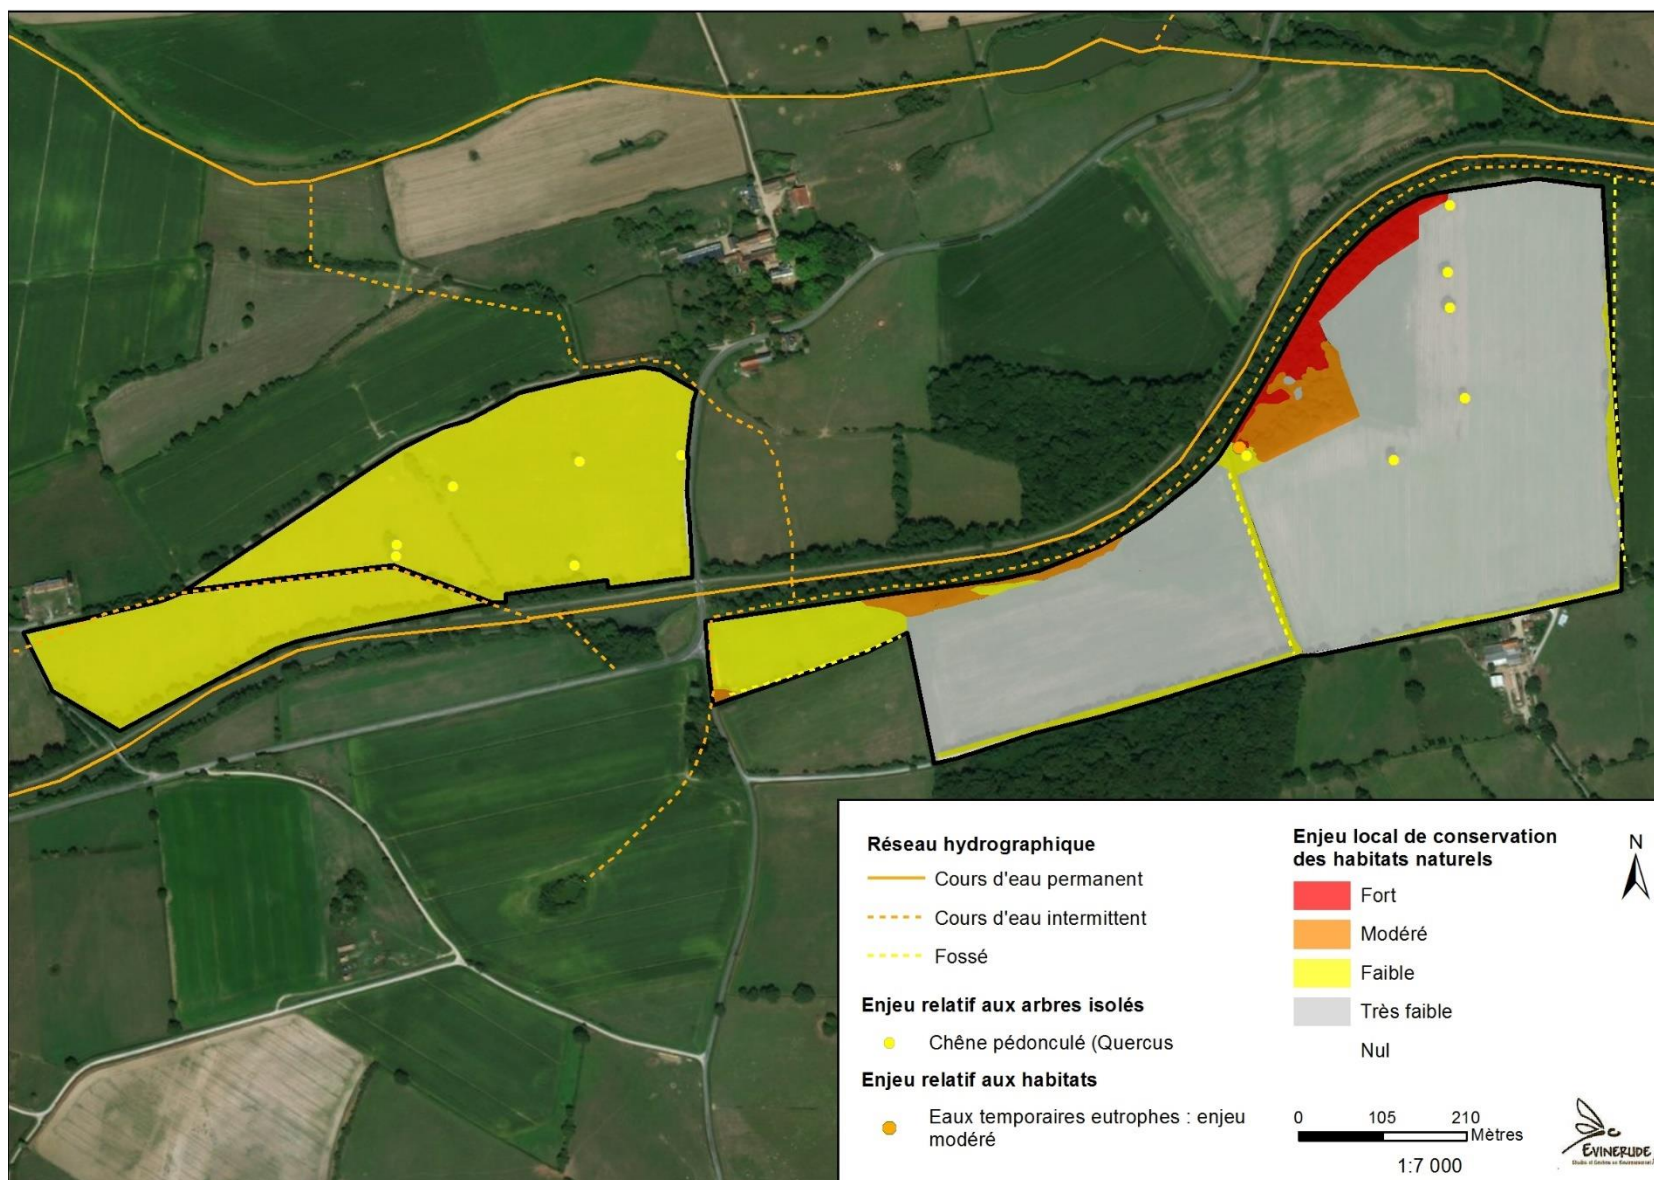 Réseau hydrographique
Cours d'eau permanent
Cours d'eau intermittent
Fossé
Enjeu relatif aux arbres isolés
Chêne pédonculé (Quercus
Enjeu relatif aux habitats
Eaux temporaires eutrophes : enjeu
modéré
Enjeu local de conservation
des habitats naturels
Fort
Modéré
Faible
Très faible
Nul
N
0 105 210
Mètres
1:7 000
EVINERUDE